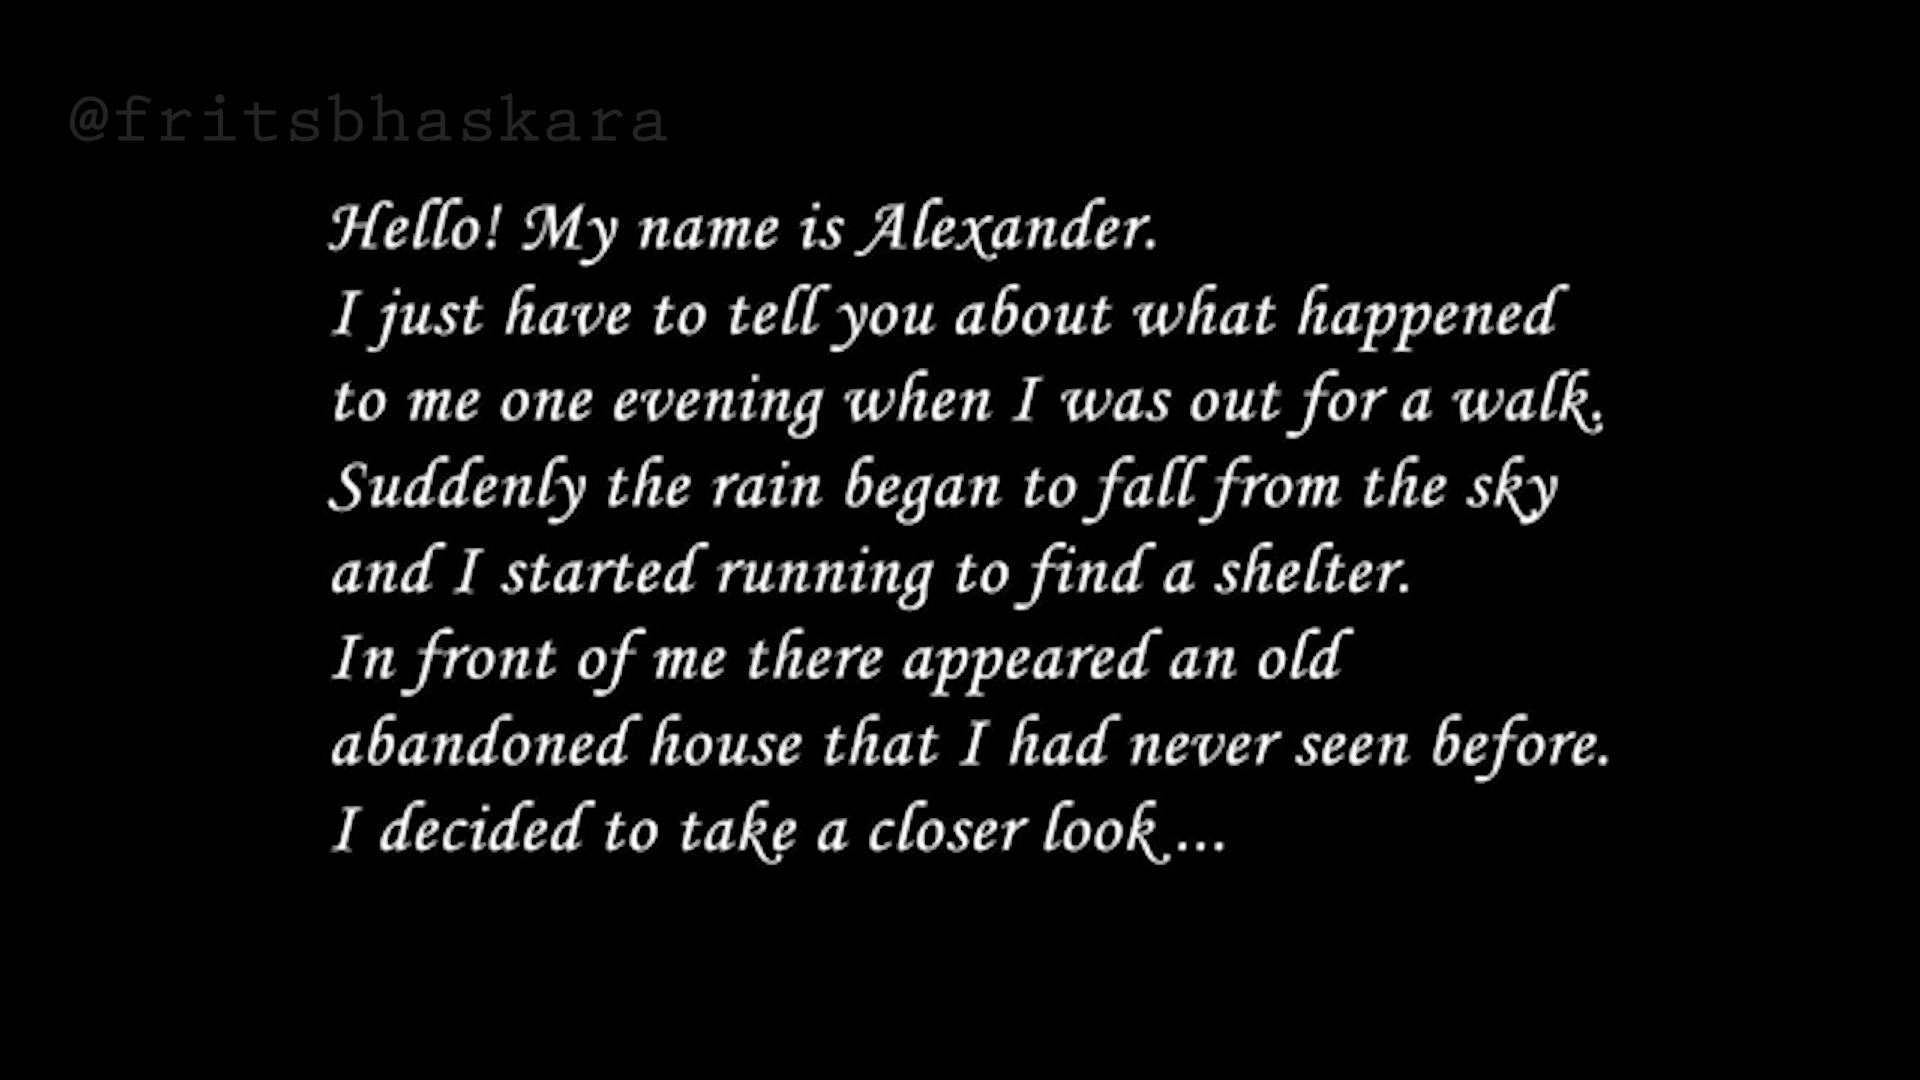 @fritsbhaskara
Hello! My name is Alexander.
I just have to tell you about what happened
to me one evening when I was out for a walk.
Suddenly the rain began to fall from the sky
and I started running to find a shelter.
In front of me there appeared an old
abandoned house that I had never seen before.
I decided to take a closer look...